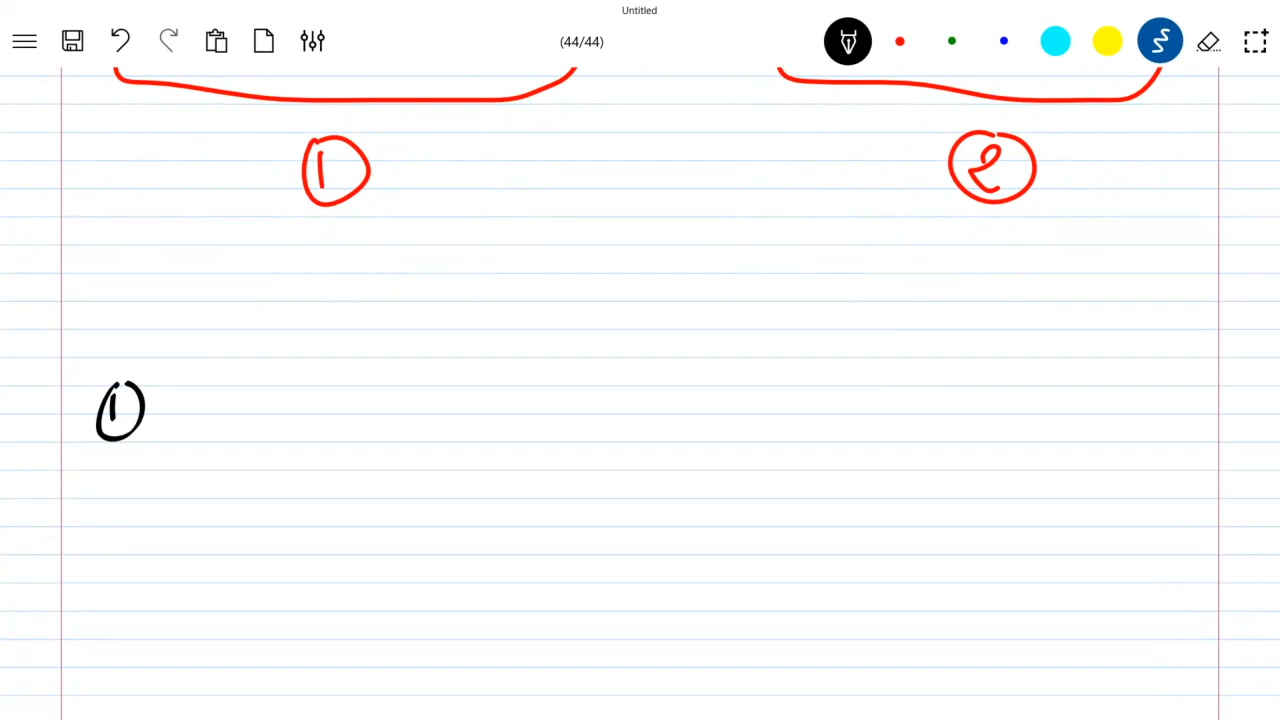 Untitled
(44/44)
① ②
①